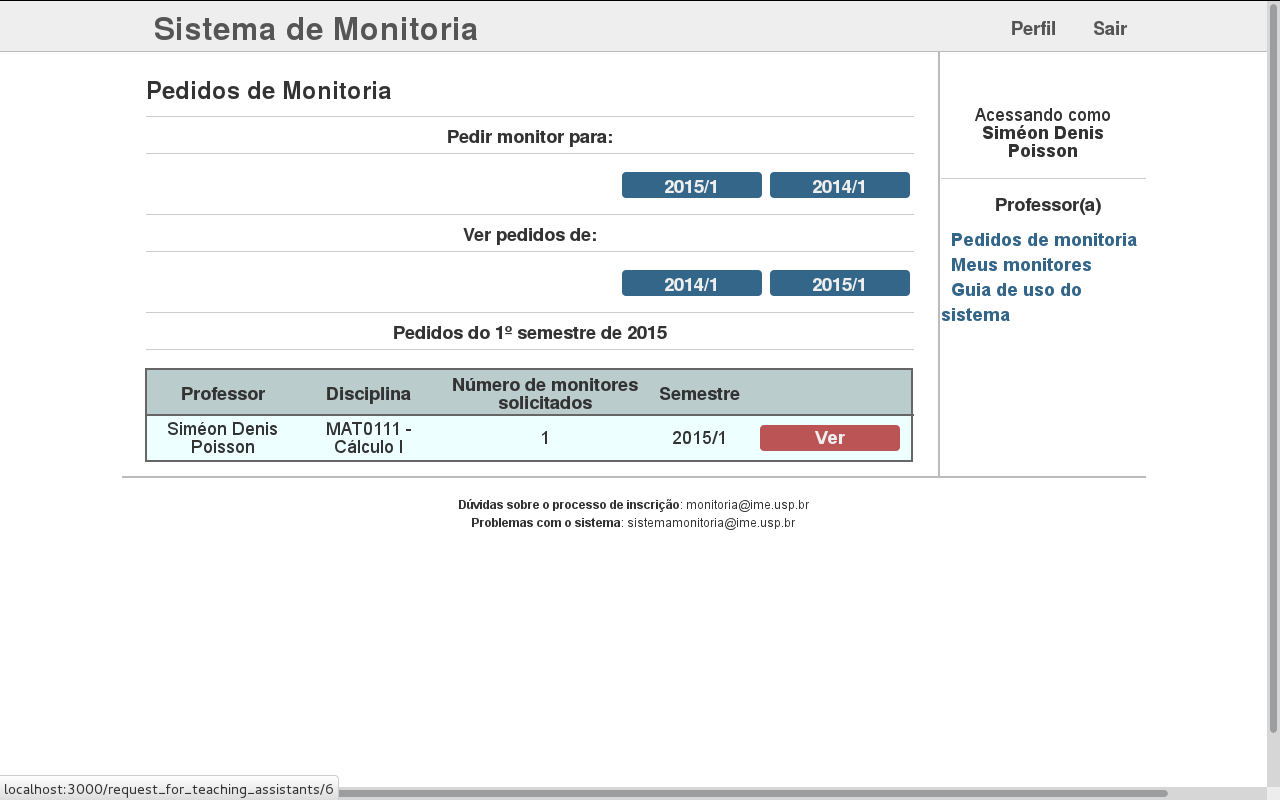 Sistema de Monitoria
Perfil
Sair
Pedidos de Monitoria
Pedir monitor para:
2015/1
2014/1
Ver pedidos de:
2014/1
2015/1
Pedidos do 1º semestre de 2015
Professor
Disciplina
Número de monitores
solicitados
Semestre
Siméon Denis
Poisson
MAT0111 -
Cálculo I
1
2015/1
Ver
Acessando como
Siméon Denis
Poisson
Professor(a)
Pedidos de monitoria
Meus monitores
Guia de uso do
sistema
Dúvidas sobre o processo de inscrição: monitoria@ime.usp.br
Problemas com o sistema: sistemamonitoria@ime.usp.br
localhost:3000/request_for_teaching_assistants/6